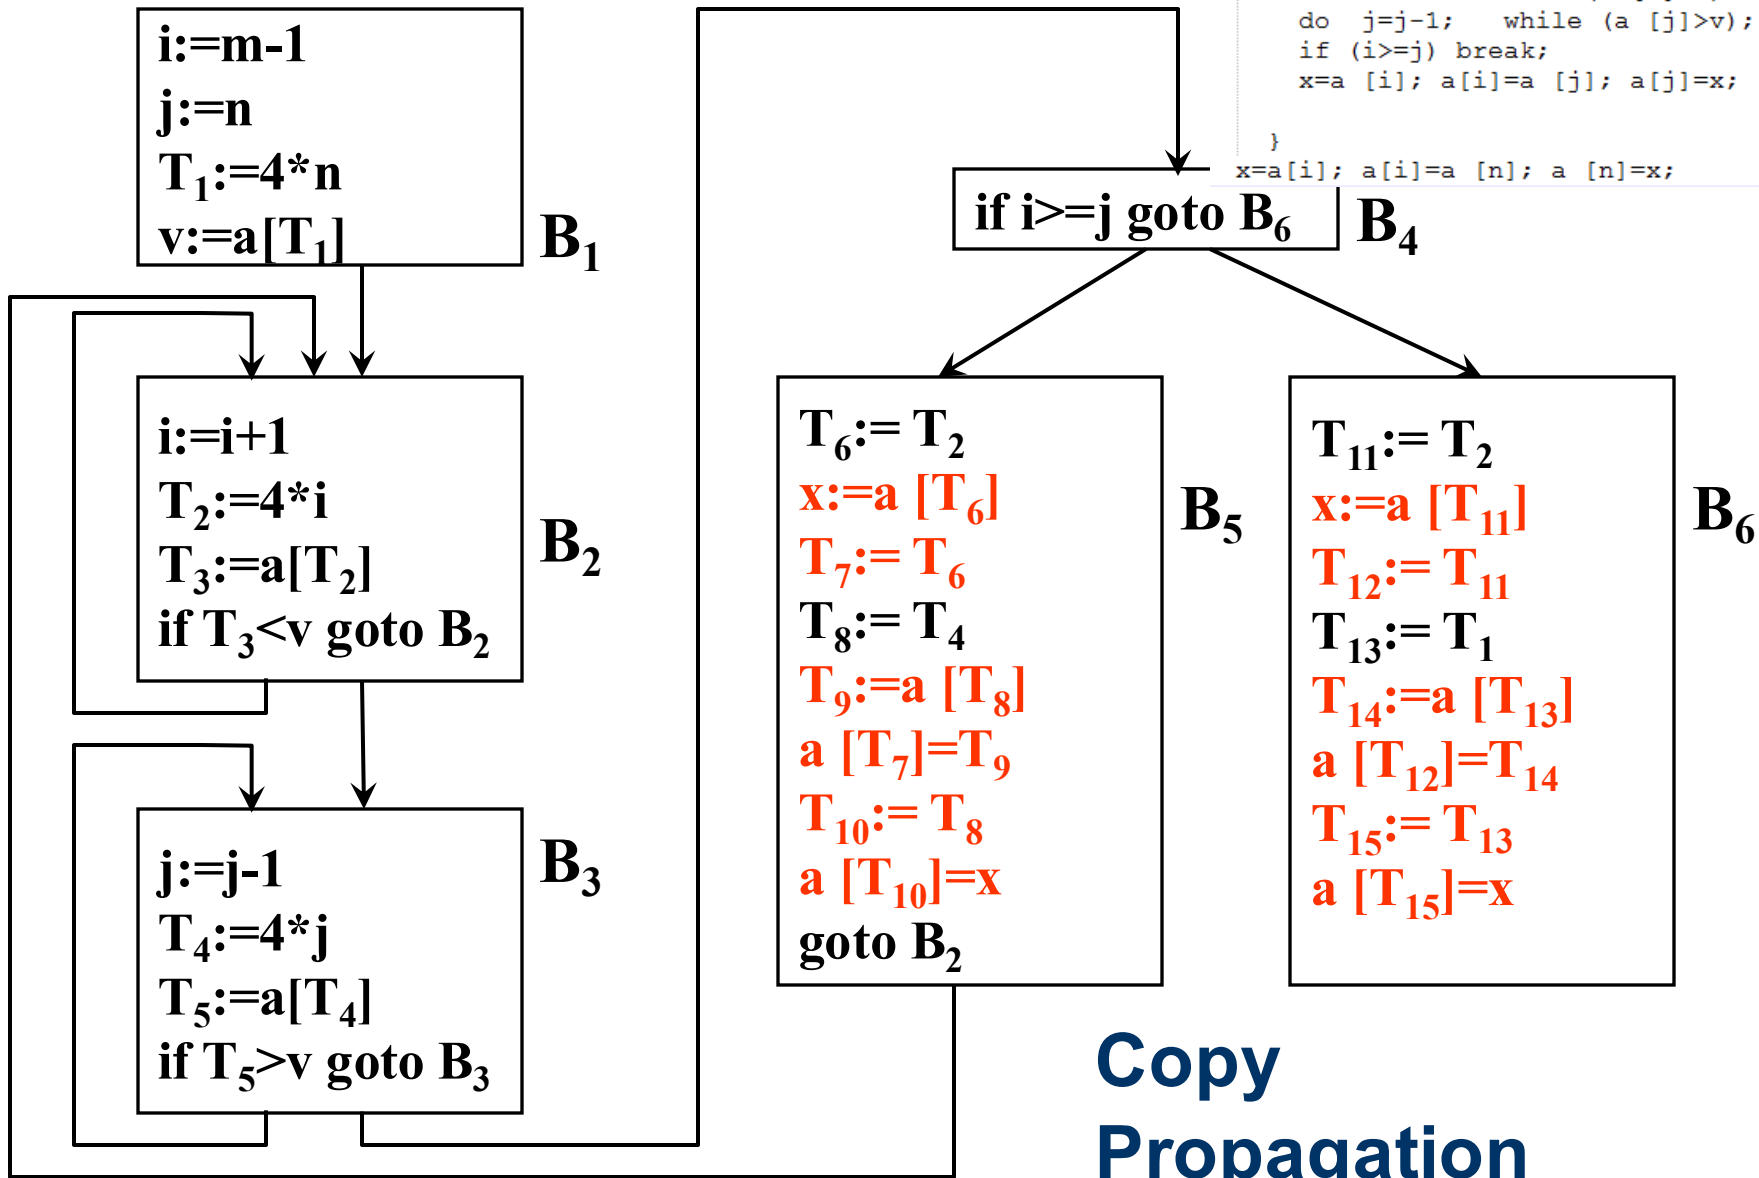 i:=m-1
j:=n
T₁:=4*n
v:=a[T₁]
B₁
i:=i+1
T₂:=4*i
T₃:=a[T₂]
if T₃<v goto B₂
B₂
j:=j-1
T₄:=4*j
T₅:=a[T₄]
if T₅>v goto B₃
B₃
do j=j-1; while (a [j]>v);
if (i>=j) break;
x=a [i]; a[i]=a [j]; a[j]=x;
}
x=a[i]; a[i]=a [n]; a [n]=x;
if i>=j goto B₆
B₄
T₆:= T₂
x:=a [T₆]
T₇:= T₆
T₈:= T₄
T₉:=a [T₈]
a [T₇]=T₉
T₁₀:= T₈
a [T₁₀]=x
goto B₂
B₅
T₁₁:= T₂
x:=a [T₁₁]
T₁₂:= T₁₁
T₁₃:= T₁
T₁₄:=a [T₁₃]
a [T₁₂]=T₁₄
T₁₅:= T₁₃
a [T₁₅]=x
B₆
Copy
Propagation